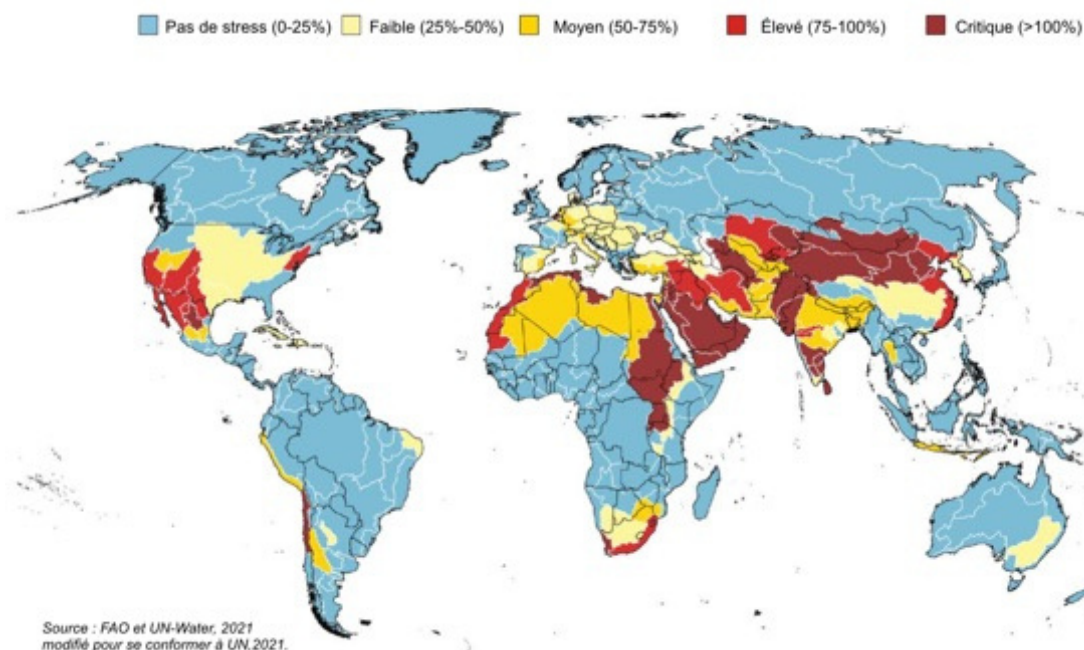 Pas de stress (0-25%) Faible (25%-50%) Moyen (50-75%) Élevé (75-100%) Critique (>100%)
Source : FAO et UN-Water, 2021
modifié pour se conformer à UN,2021.